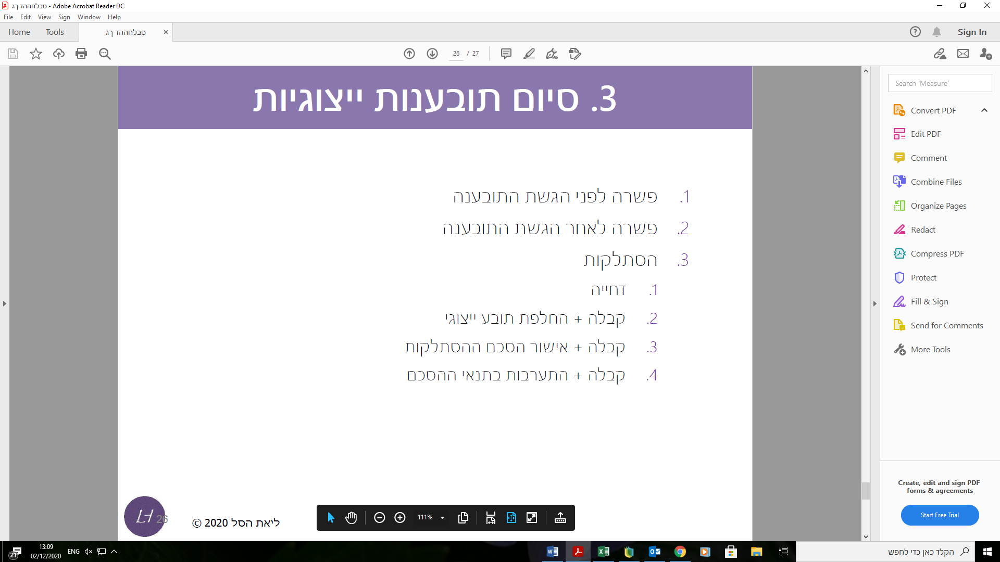 סבלחההד ךג - Adobe Acrobat Reader DC
File Edit View Sign Window Help
Home Tools סבלחההד ךג Sign In
26 / 27
3. סיום תובענות ייצוגיות
1. פשרה לפני הגשת התובענה
2. פשרה לאחר הגשת התובענה
3. הסתלקות
1. דחייה
2. קבלה + החלפת תובע ייצוגי
3. קבלה + אישור הסכם ההסתלקות
4. קבלה + התערבות בתנאי ההסכם
LH 26
ליאת הסל 2020 ©
111%
Search 'Measure'
Convert PDF
Edit PDF
Comment
Combine Files
Organize Pages
Redact
Compress PDF
Protect
Fill & Sign
Send for Comments
More Tools
Create, edit and sign PDF
forms & agreements
Start Free Trial
21
13:09
02/12/2020
ENG
הקלד כאן כדי לחפש